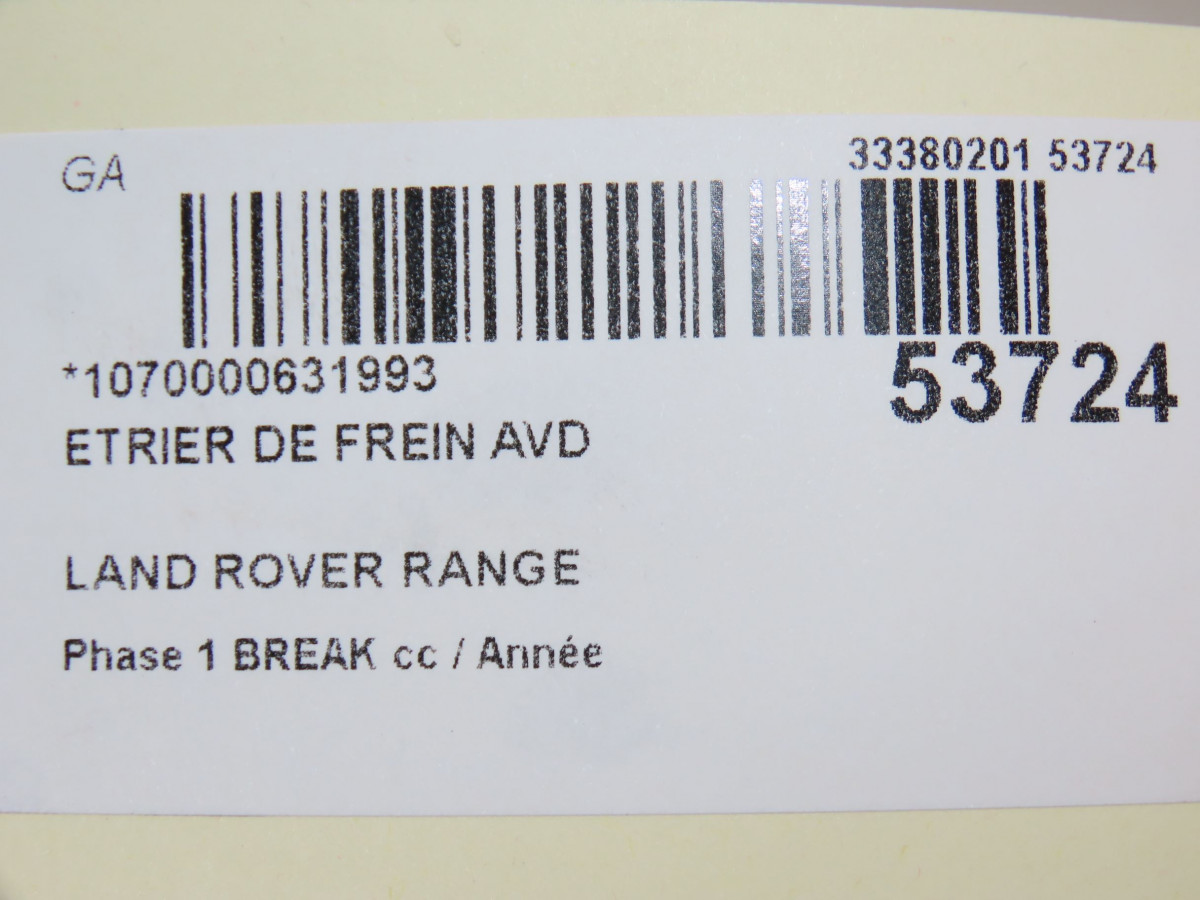 GA
33380201 53724
*1070000631993
53724
ETRIER DE FREIN AVD
LAND ROVER RANGE
Phase 1 BREAK cc / Année